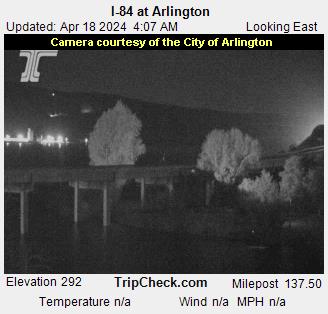 I-84 at Arlington
Updated: Apr 18 2024 4:07 AM Looking East
Camera courtesy of the City of Arlington
Elevation 292 TripCheck.com Milepost 137.50
Temperature n/a Wind n/a MPH n/a